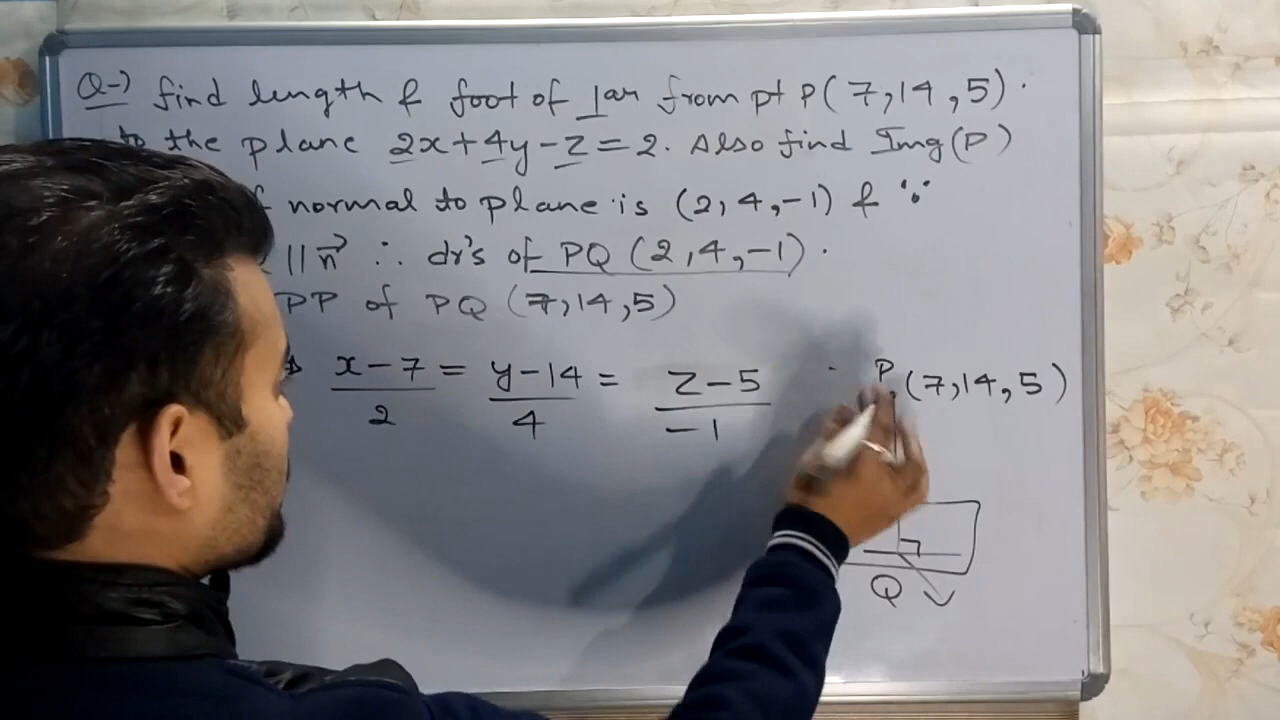 Q→) find length & foot of ⊥ar from pt P(7,14,5).
to the plane 2x+4y-z=2. Also find Img(P)
normal to plane is (2,4,-1) & ∵
|| n⃗ ∴ dr's of PQ (2,4,-1).
PP of PQ (7,14,5)
x-7/2 = y-14/4 = z-5/-1
P(7,14,5)
Q